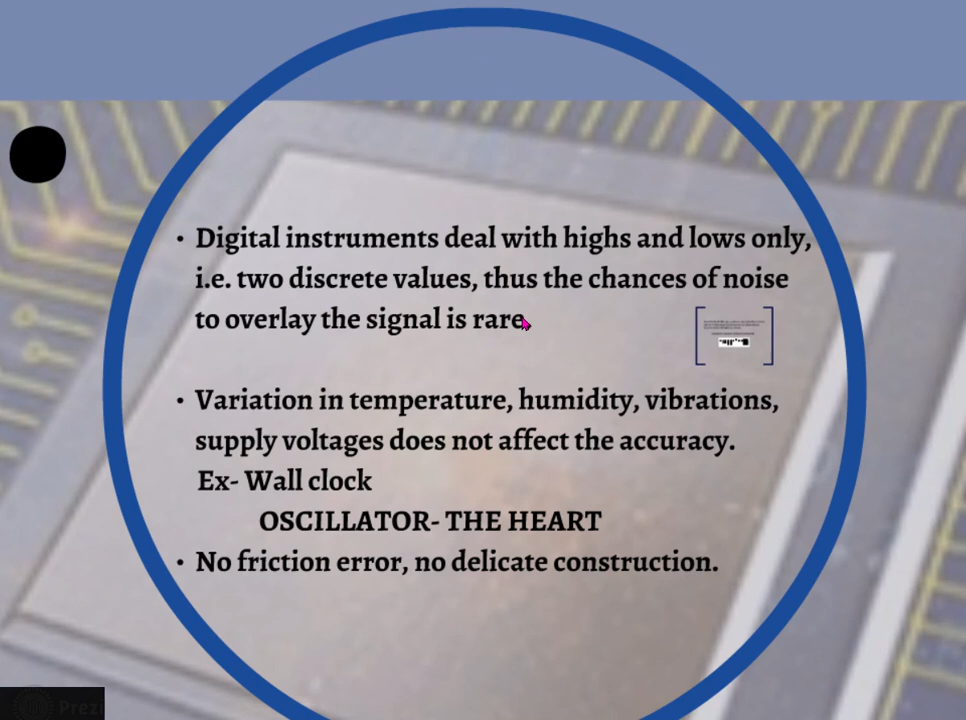 • Digital instruments deal with highs and lows only,
i.e. two discrete values, thus the chances of noise
to overlay the signal is rare.
• Variation in temperature, humidity, vibrations,
supply voltages does not affect the accuracy.
Ex- Wall clock
OSCILLATOR- THE HEART
• No friction error, no delicate construction.
Prezi